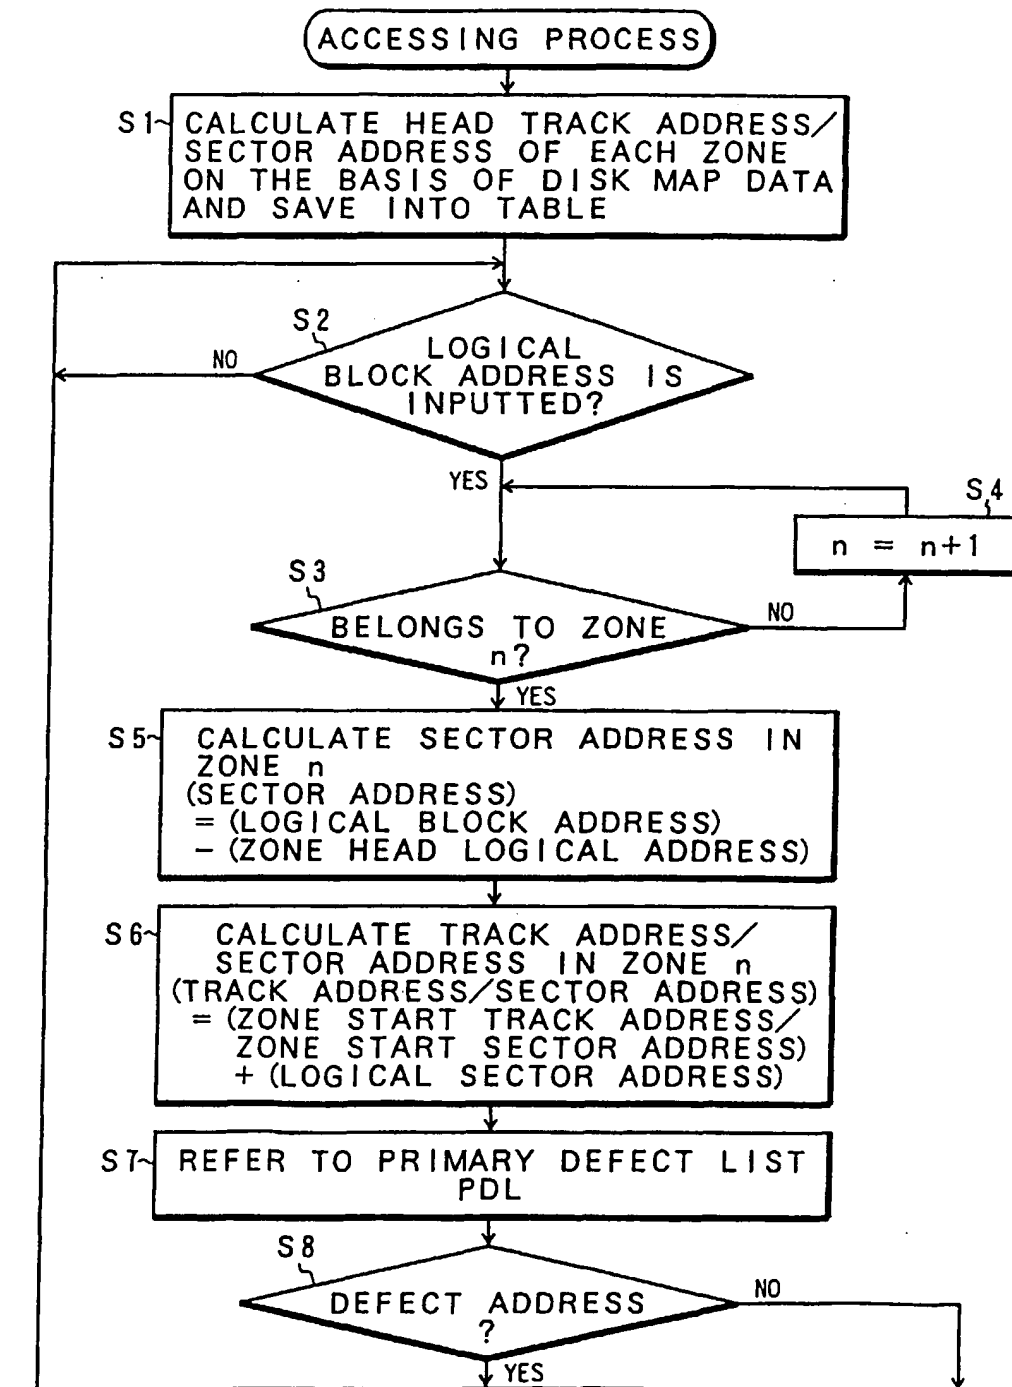 ACCESSING PROCESS
S1
CALCULATE HEAD TRACK ADDRESS/
SECTOR ADDRESS OF EACH ZONE
ON THE BASIS OF DISK MAP DATA
AND SAVE INTO TABLE
S2
NO
LOGICAL
BLOCK ADDRESS IS
INPUTTED?
YES
S4
n = n+1
S3
BELONGS TO ZONE
n?
NO
YES
S5
CALCULATE SECTOR ADDRESS IN
ZONE n
(SECTOR ADDRESS)
= (LOGICAL BLOCK ADDRESS)
- (ZONE HEAD LOGICAL ADDRESS)
S6
CALCULATE TRACK ADDRESS/
SECTOR ADDRESS IN ZONE n
(TRACK ADDRESS/SECTOR ADDRESS)
= (ZONE START TRACK ADDRESS/
ZONE START SECTOR ADDRESS)
+ (LOGICAL SECTOR ADDRESS)
S7
REFER TO PRIMARY DEFECT LIST
PDL
S8
DEFECT ADDRESS
?
NO
YES